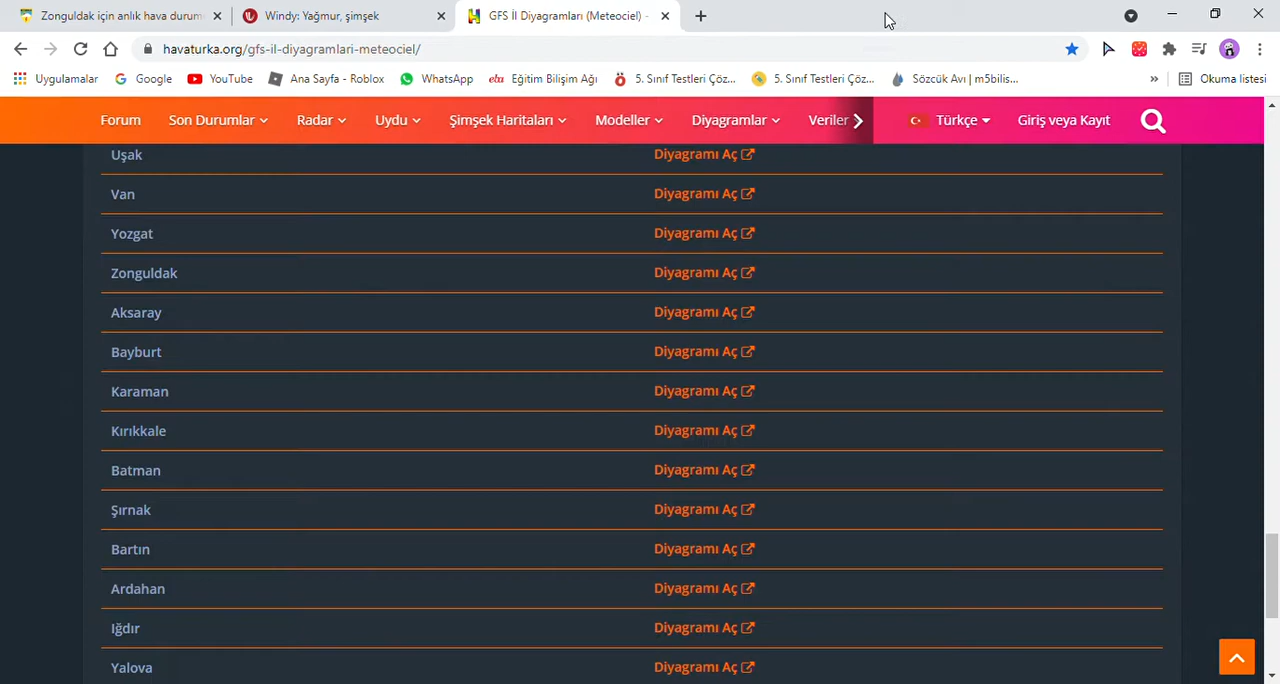 Zonguldak için anlık hava durum
Windy: Yağmur, şimşek
GFS İl Diyagramları (Meteociel) -
havaturka.org/gfs-il-diyagramlari-meteociel/
Uygulamalar Google YouTube Ana Sayfa - Roblox WhatsApp eba Eğitim Bilişim Ağı 5. Sınıf Testleri Çö... 5. Sınıf Testleri Çöz... Sözcük Avı | m5bilis... » Okuma listesi
Forum Son Durumlar Radar Uydu Şimşek Haritaları Modeller Diyagramlar Veriler Türkçe Giriş veya Kayıt
Uşak Diyagramı Aç
Van Diyagramı Aç
Yozgat Diyagramı Aç
Zonguldak Diyagramı Aç
Aksaray Diyagramı Aç
Bayburt Diyagramı Aç
Karaman Diyagramı Aç
Kırıkkale Diyagramı Aç
Batman Diyagramı Aç
Şırnak Diyagramı Aç
Bartın Diyagramı Aç
Ardahan Diyagramı Aç
Iğdır Diyagramı Aç
Yalova Diyagramı Aç